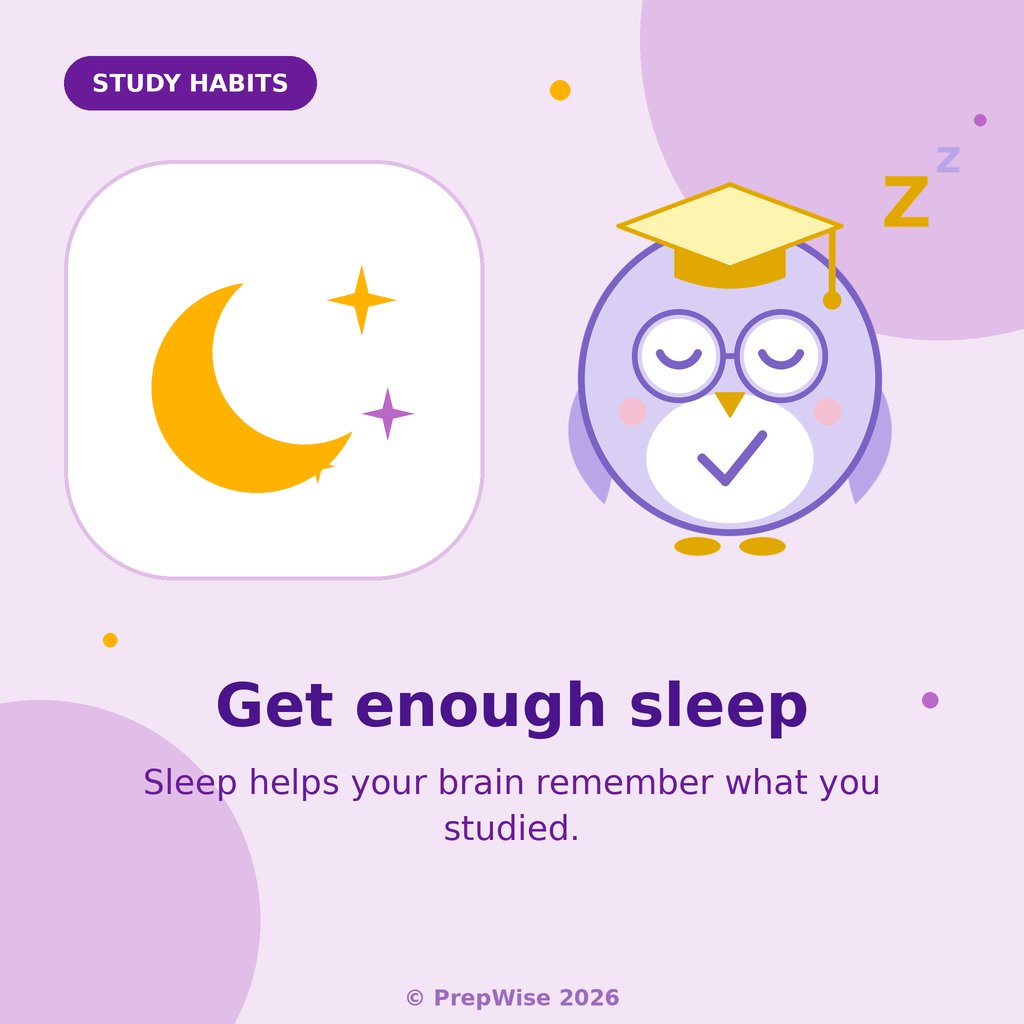 STUDY HABITS
z
Z
Get enough sleep
Sleep helps your brain remember what you
studied.
© PrepWise 2026